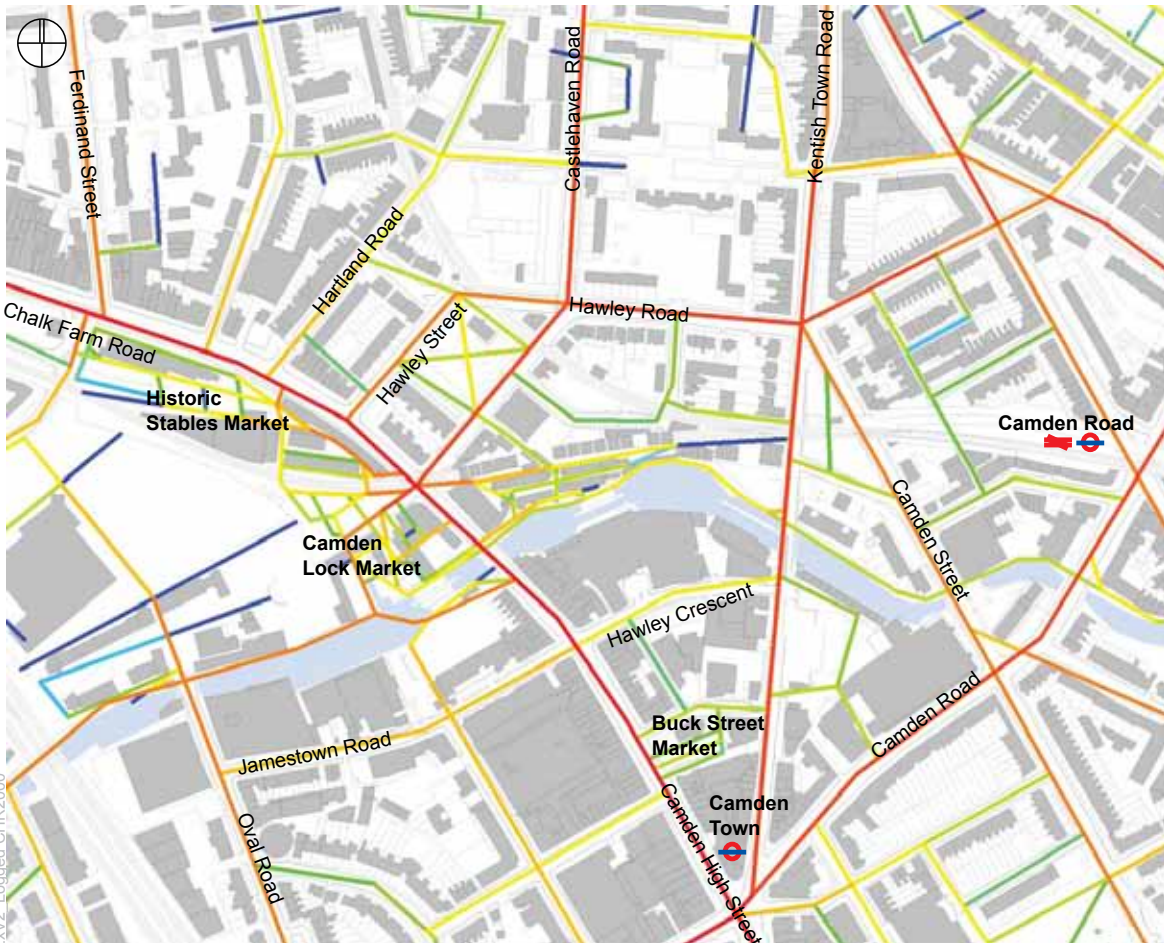 Ferdinand Street
Castlehaven Road
Kentish Town Road
Hartland Road
Chalk Farm Road
Hawley Road
Hawley Street
Historic
Stables Market
Camden Road
Camden Street
Camden
Lock Market
Hawley Crescent
Buck Street
Market
Camden Road
Jamestown Road
Camden High Street
Camden
Town
Oval Road